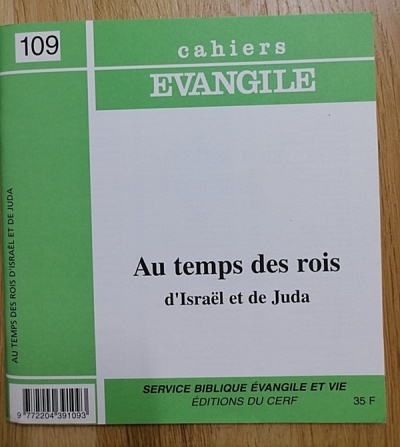 109
cahiers
EVANGILE
Au temps des rois
d'Israël et de Juda
AU TEMPS DES ROIS D'ISRAËL ET DE JUDA
9 772204 391093
SERVICE BIBLIQUE ÉVANGILE ET VIE
ÉDITIONS DU CERF
35 F